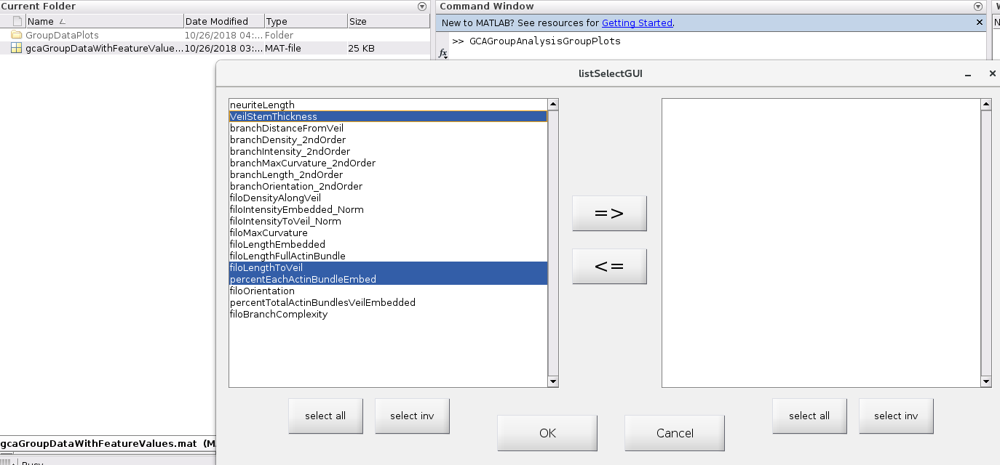 Current Folder
Name Date Modified Type Size
GroupDataPlots 10/26/2018 04:... Folder
gcaGroupDataWithFeatureValue... 10/26/2018 03:... MAT-file 25 KB
Command Window
New to MATLAB? See resources for Getting Started.
fx >> GCAGroupAnalysisGroupPlots
listSelectGUI
neuriteLength
VeilStemThickness
branchDistanceFromVeil
branchDensity_2ndOrder
branchIntensity_2ndOrder
branchMaxCurvature_2ndOrder
branchLength_2ndOrder
branchOrientation_2ndOrder
filoDensityAlongVeil
filoIntensityEmbedded_Norm
filoIntensityToVeil_Norm
filoMaxCurvature
filoLengthEmbedded
filoLengthFullActinBundle
filoLengthToVeil
percentEachActinBundleEmbed
filoOrientation
percentTotalActinBundlesVeilEmbedded
filoBranchComplexity
=>
<=
select all select inv
select all select inv
OK Cancel
gcaGroupDataWithFeatureValues.mat (M
Busy